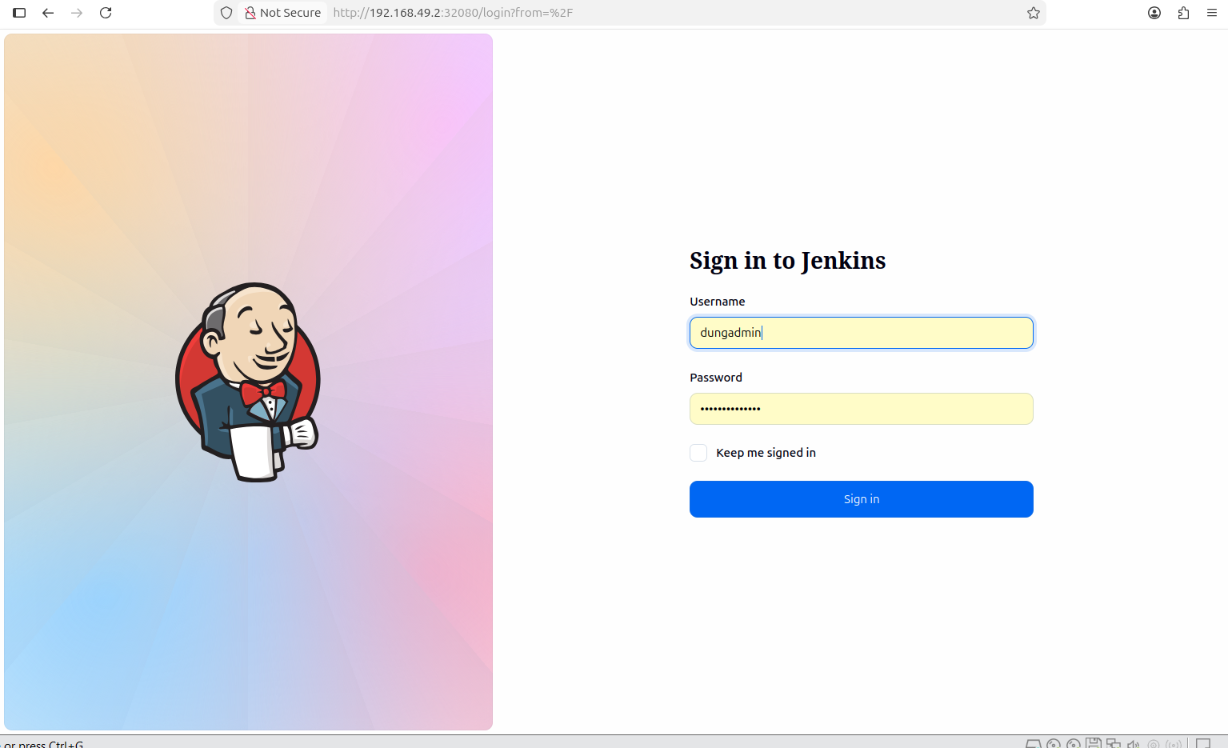 Not Secure http://192.168.49.2:32080/login?from=%2F
Sign in to Jenkins
Username
dungadmin
Password
••••••••••••••
Keep me signed in
Sign in
or press Ctrl+G